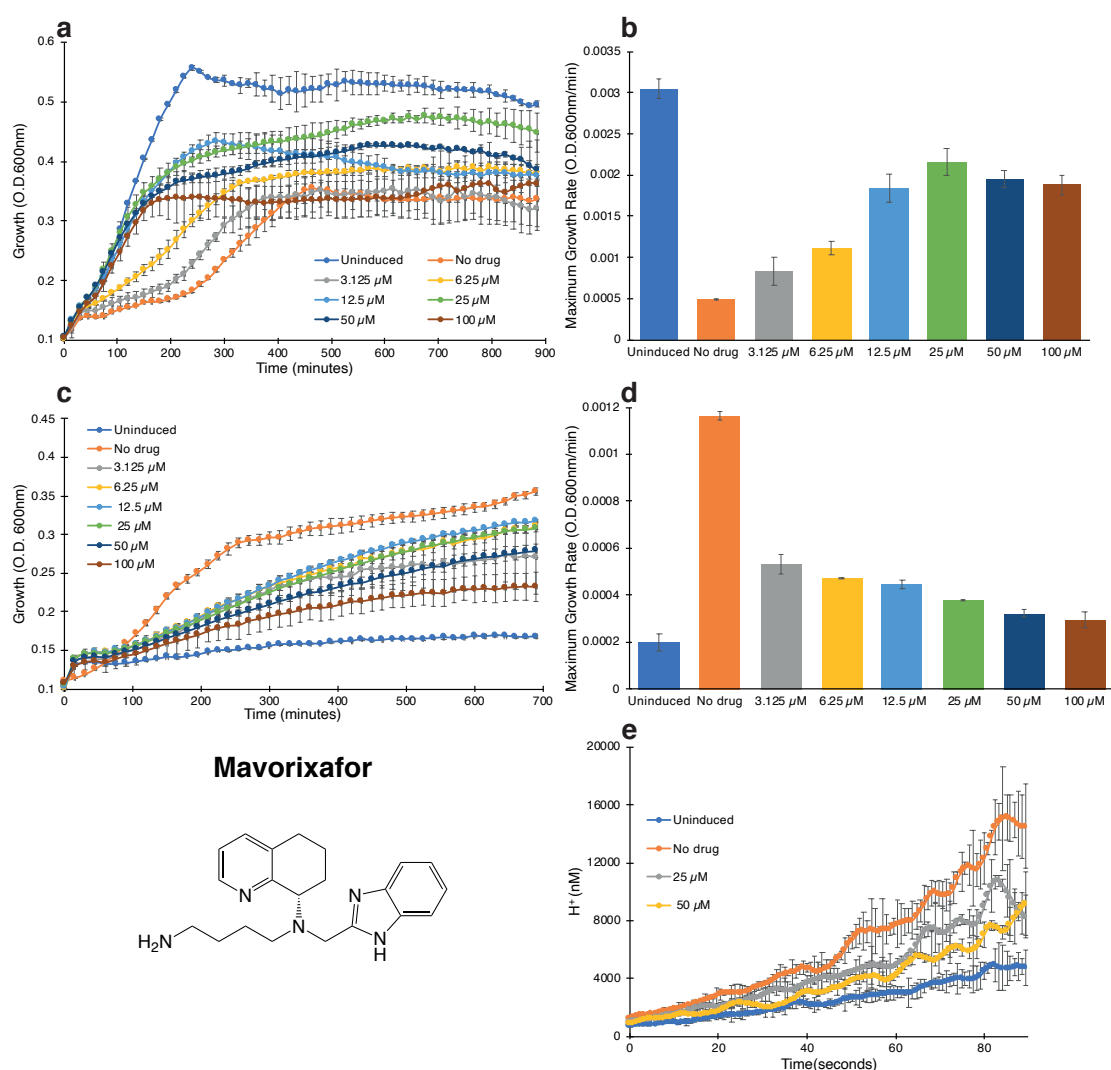 a
0.6
0.5
0.4
0.3
0.2
0.1
Growth (O.D.600nm)
Uninduced
No drug
3.125 µM
6.25 µM
12.5 µM
25 µM
50 µM
100 µM
0 100 200 300 400 500 600 700 800 900
Time (minutes)
b
0.0035
0.003
0.0025
0.002
0.0015
0.001
0.0005
0
Maximum Growth Rate (O.D.600nm/min)
Uninduced No drug 3.125 µM 6.25 µM 12.5 µM 25 µM 50 µM 100 µM
c
0.45
0.4
0.35
0.3
0.25
0.2
0.15
0.1
Growth (O.D. 600nm)
Uninduced
No drug
3.125 µM
6.25 µM
12.5 µM
25 µM
50 µM
100 µM
0 100 200 300 400 500 600 700
Time (minutes)
d
0.0012
0.001
0.0008
0.0006
0.0004
0.0002
0
Maximum Growth Rate (O.D.600nm/min)
Uninduced No drug 3.125 µM 6.25 µM 12.5 µM 25 µM 50 µM 100 µM
Mavorixafor
N
N
N
H2N
N
H
e
20000
16000
12000
8000
4000
0
H+ (nM)
Uninduced
No drug
25 µM
50 µM
0 20 40 60 80
Time(seconds)